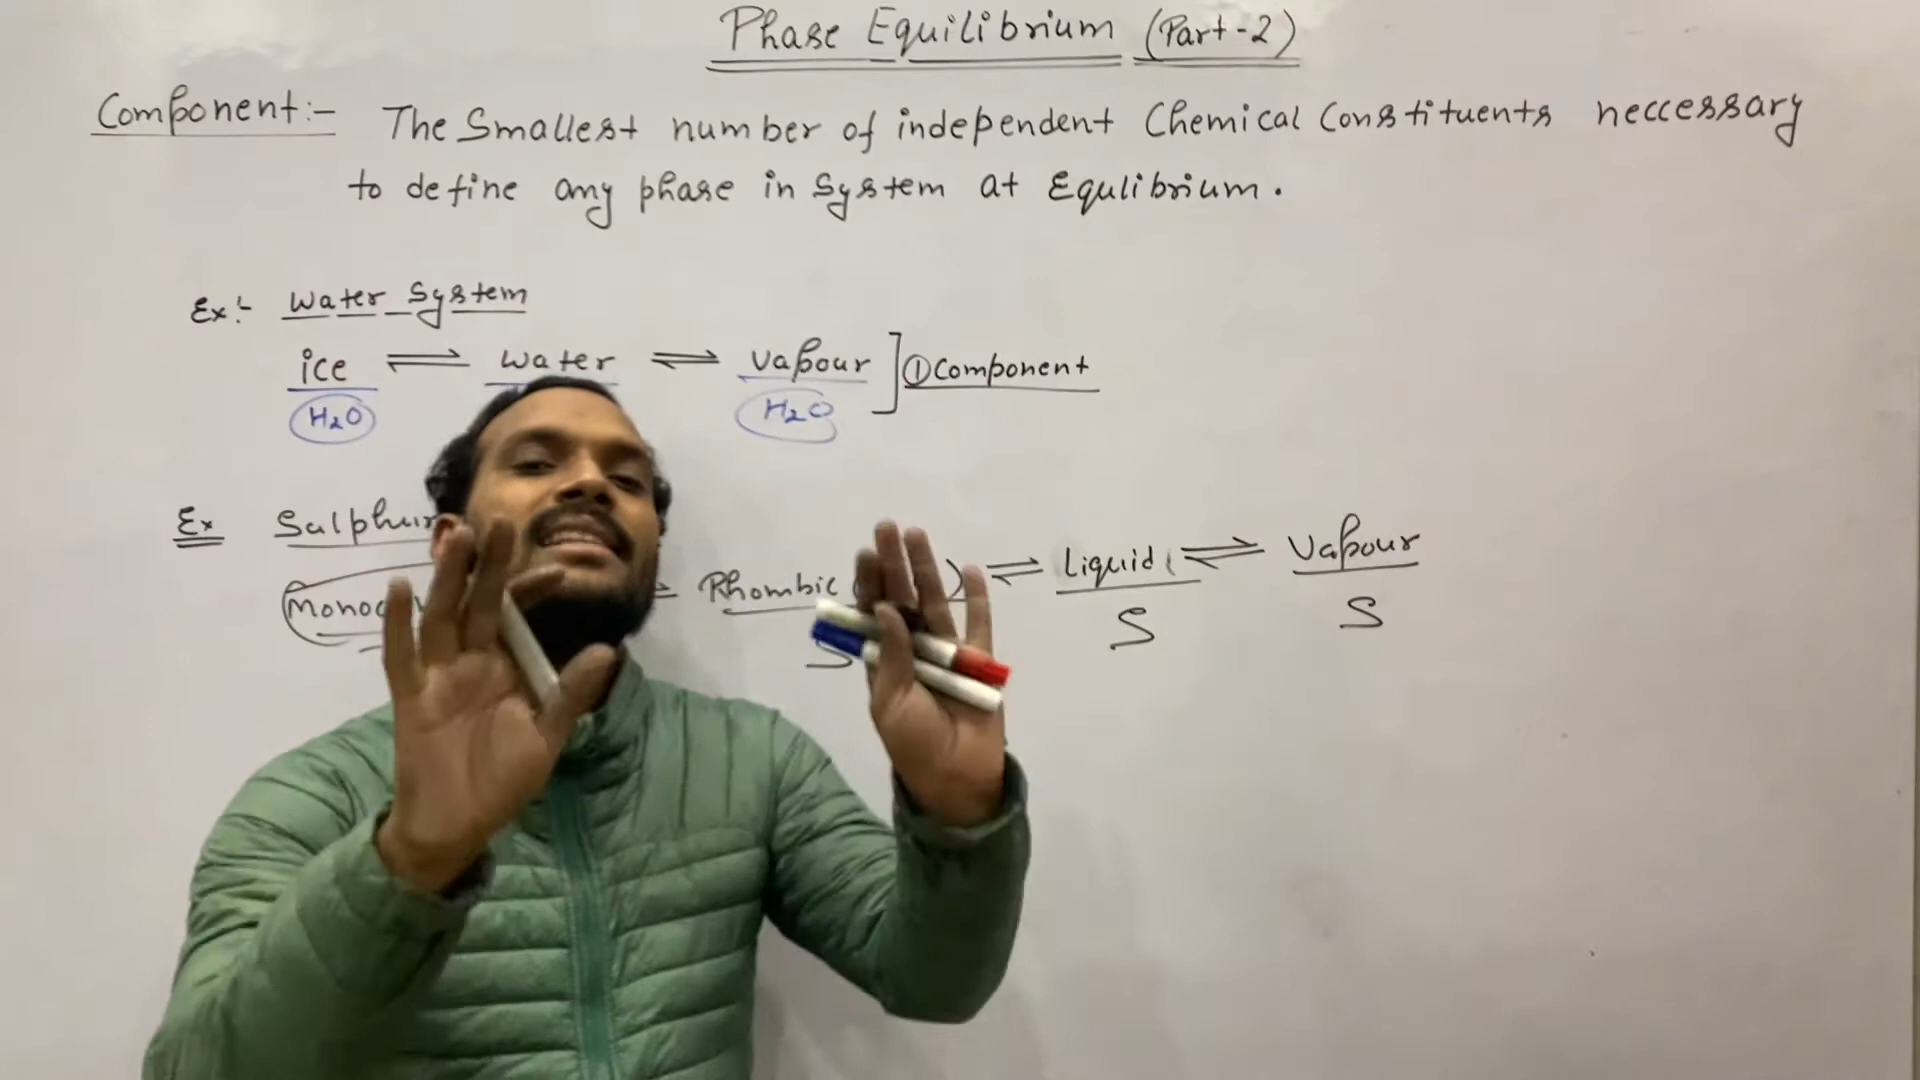 Phase Equilibrium (Part-2)
Component:- The Smallest number of independent Chemical Constituents neccessary
to define any phase in System at Equlibrium.
Ex:- Water System
ice ⇌ water ⇌ Vapour ] ① Component
H₂O H₂O
Ex Sulphur
⇌ Rhombic ⇌ Liquid ⇌ Vapour
S S S